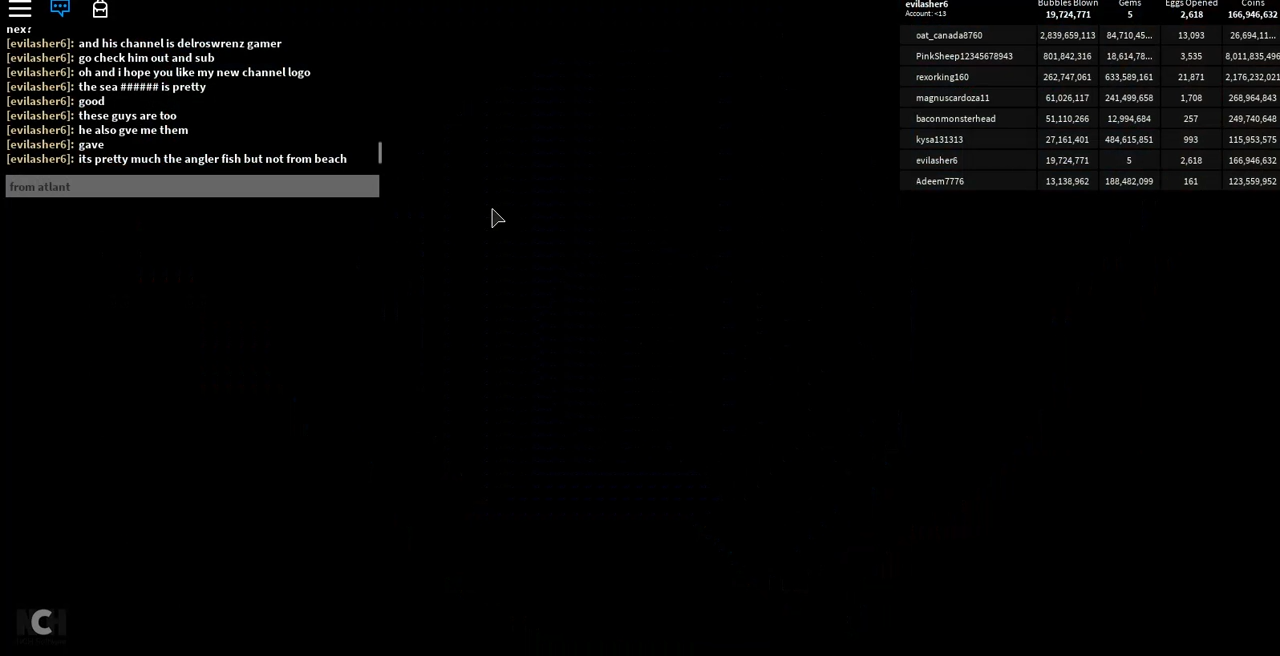 evilasher6 Bubbles Blown Gems Eggs Opened Coins
Account: <13 19,724,771 5 2,618 166,946,632
[evilasher6]: and his channel is delroswrenz gamer
[evilasher6]: go check him out and sub
[evilasher6]: oh and i hope you like my new channel logo
[evilasher6]: the sea ###### is pretty
[evilasher6]: good
[evilasher6]: these guys are too
[evilasher6]: he also gve me them
[evilasher6]: gave
[evilasher6]: its pretty much the angler fish but not from beach
from atlant
oat_canada8760 2,839,659,113 84,710,45... 13,093 26,694,11...
PinkSheep12345678943 801,842,316 18,614,78... 3,535 8,011,835,496
rexorking160 262,747,061 633,589,161 21,871 2,176,232,021
magnuscardoza11 61,026,117 241,499,658 1,708 268,964,843
baconmonsterhead 51,110,266 12,994,684 257 249,740,648
kysa131313 27,161,401 484,615,851 993 115,953,575
evilasher6 19,724,771 5 2,618 166,946,632
Adeem7776 13,138,962 188,482,099 161 123,559,952
NCH